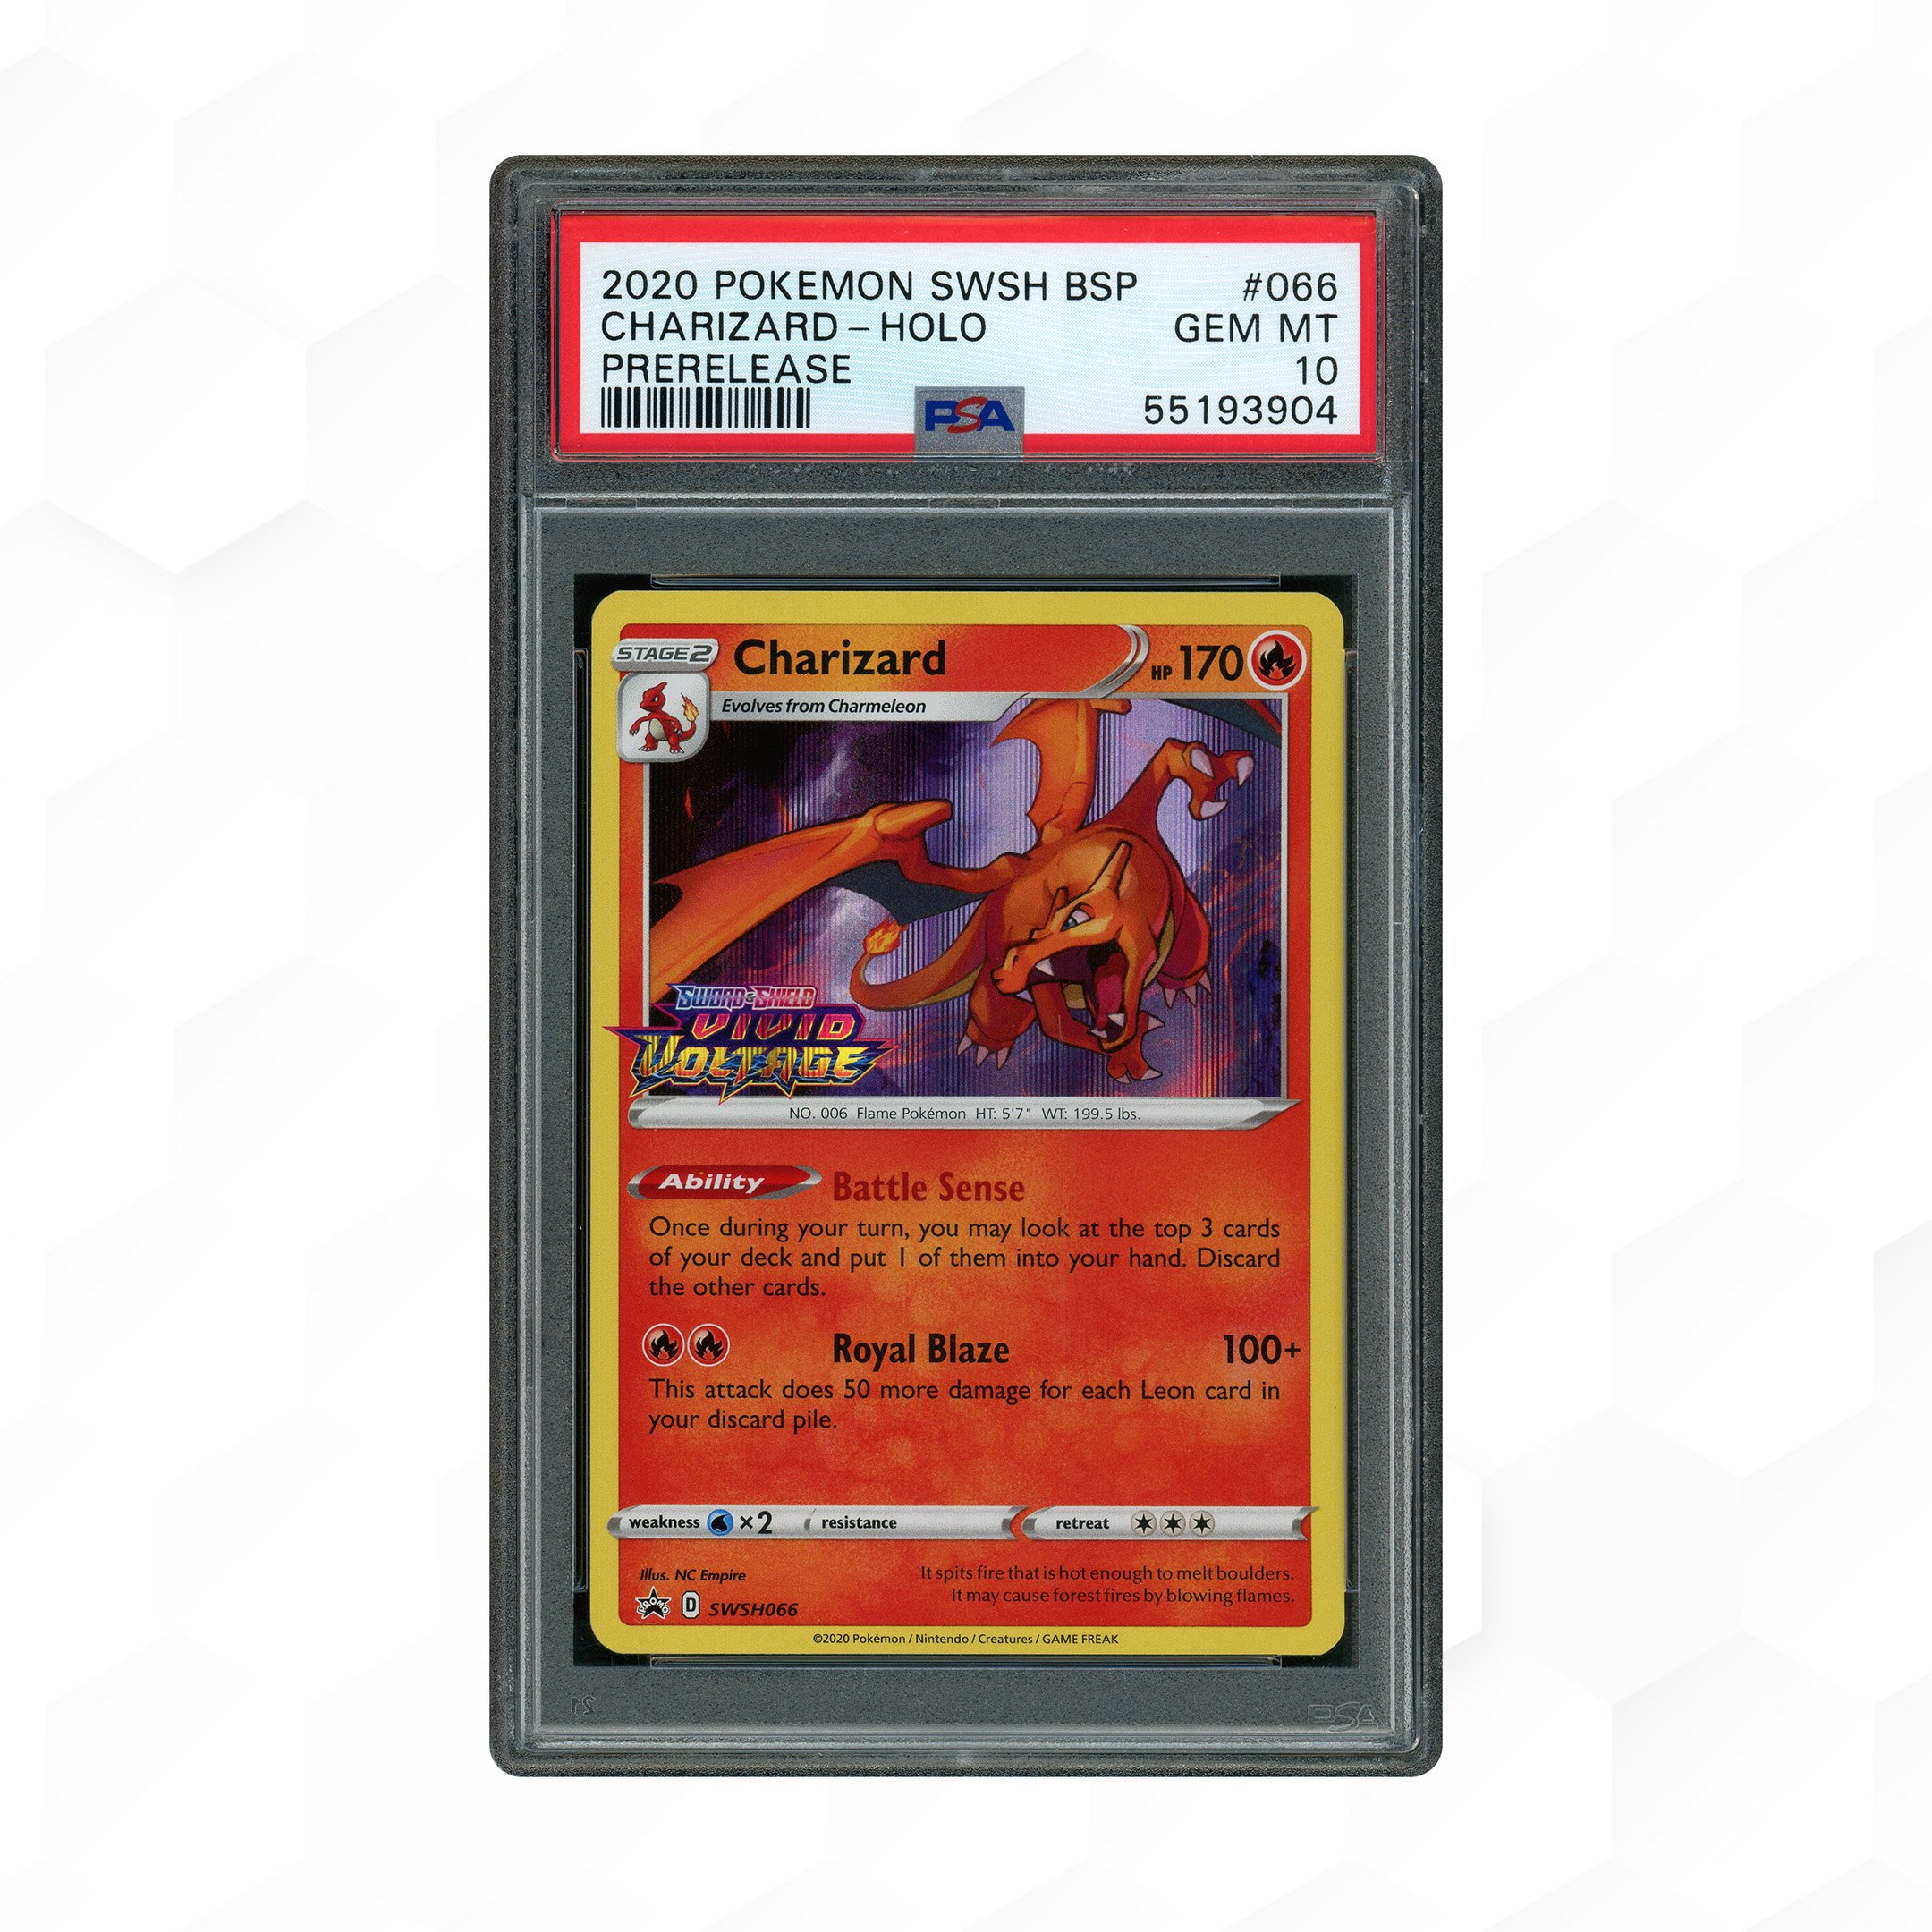 2020 POKEMON SWSH BSP #066
CHARIZARD - HOLO GEM MT
PRERELEASE 10
55193904
PSA
STAGE 2 Charizard HP 170
Evolves from Charmeleon
SWORD & SHIELD
VIVID
VOLTAGE
NO. 006 Flame Pokémon HT: 5'7" WT: 199.5 lbs.
Ability Battle Sense
Once during your turn, you may look at the top 3 cards
of your deck and put 1 of them into your hand. Discard
the other cards.
Royal Blaze 100+
This attack does 50 more damage for each Leon card in
your discard pile.
weakness ×2 resistance retreat
Illus. NC Empire
It spits fire that is hot enough to melt boulders.
It may cause forest fires by blowing flames.
PROMO D SWSH066
©2020 Pokémon / Nintendo / Creatures / GAME FREAK
PSA